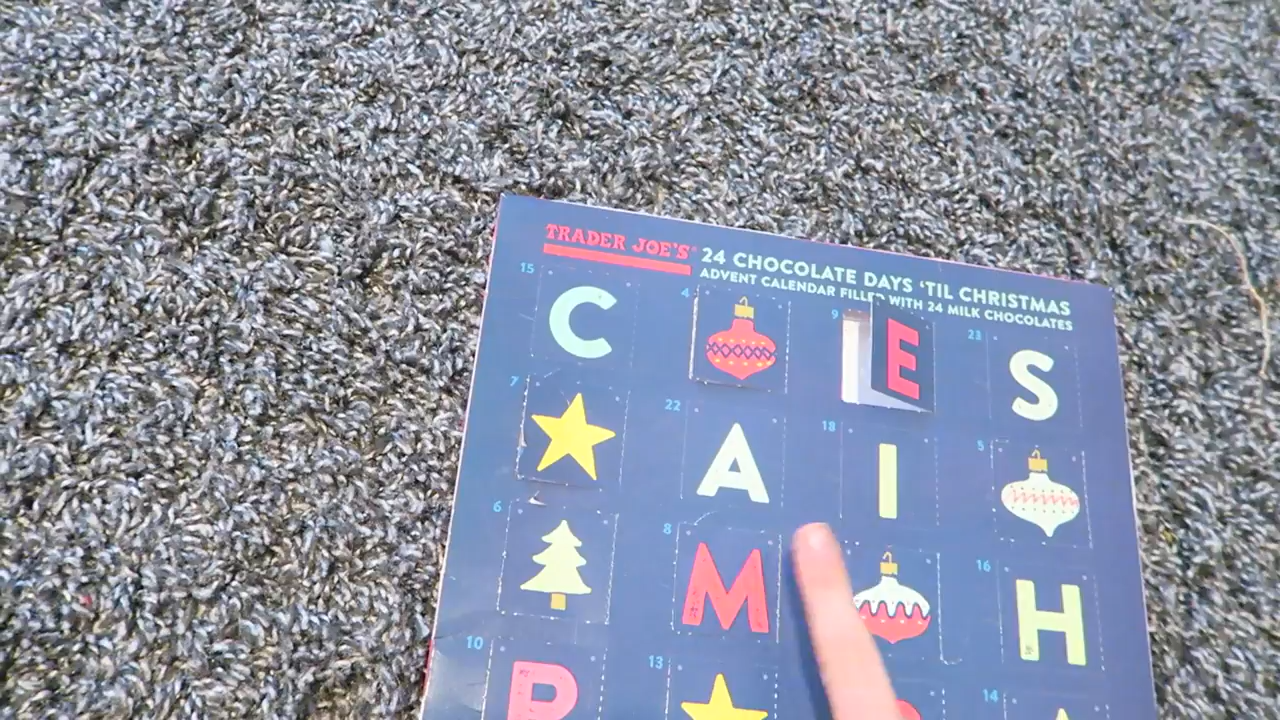 TRADER JOE'S
24 CHOCOLATE DAYS 'TIL CHRISTMAS
ADVENT CALENDAR FILLED WITH 24 MILK CHOCOLATES
15 C 4 9 E 23 S
7 22 A 18 I 5
6 8 M 16 H
10 R 13 14